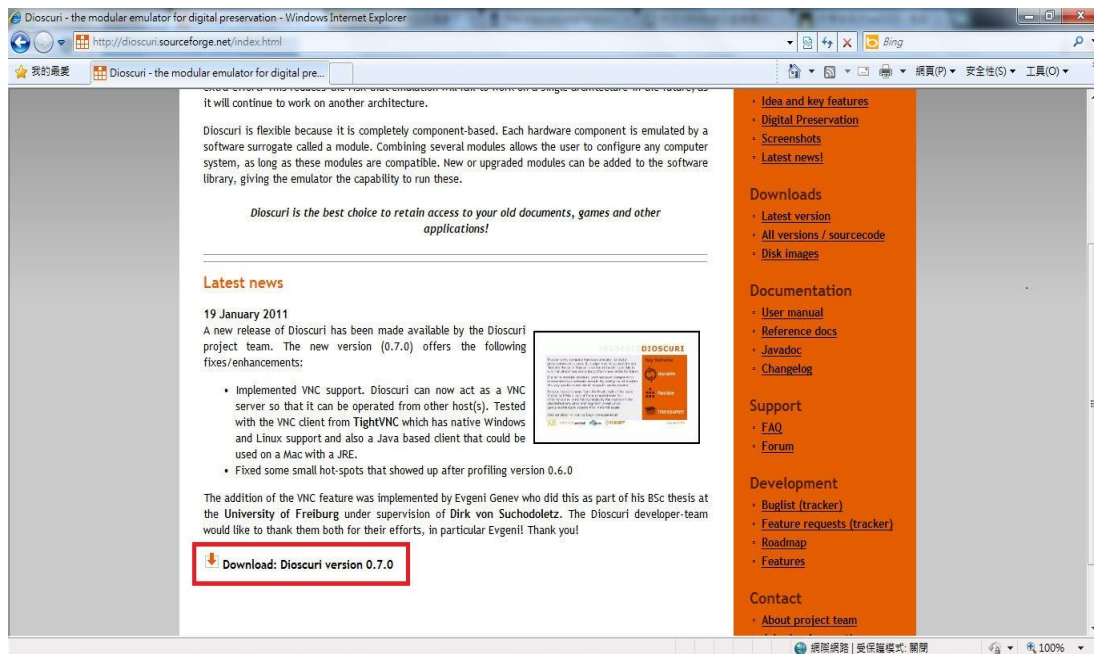 Dioscuri - the modular emulator for digital preservation - Windows Internet Explorer
http://dioscuri.sourceforge.net/index.html
Bing
我的最愛
Dioscuri - the modular emulator for digital pre...
網頁(P)
安全性(S)
工具(O)
it will continue to work on another architecture.
Dioscuri is flexible because it is completely component-based. Each hardware component is emulated by a
software surrogate called a module. Combining several modules allows the user to configure any computer
system, as long as these modules are compatible. New or upgraded modules can be added to the software
library, giving the emulator the capability to run these.
Dioscuri is the best choice to retain access to your old documents, games and other
applications!
Latest news
19 January 2011
A new release of Dioscuri has been made available by the Dioscuri
project team. The new version (0.7.0) offers the following
fixes/enhancements:
• Implemented VNC support. Dioscuri can now act as a VNC
server so that it can be operated from other host(s). Tested
with the VNC client from TightVNC which has native Windows
and Linux support and also a Java based client that could be
used on a Mac with a JRE.
• Fixed some small hot-spots that showed up after profiling version 0.6.0
DIOSCURI
Key features
durable
flexible
transparent
The addition of the VNC feature was implemented by Evgeni Genev who did this as part of his BSc thesis at
the University of Freiburg under supervision of Dirk von Suchodoletz. The Dioscuri developer-team
would like to thank them both for their efforts, in particular Evgeni! Thank you!
Download: Dioscuri version 0.7.0
Idea and key features
Digital Preservation
Screenshots
Latest news!
Downloads
Latest version
All versions / sourcecode
Disk images
Documentation
User manual
Reference docs
Javadoc
Changelog
Support
FAQ
Forum
Development
Buglist (tracker)
Feature requests (tracker)
Roadmap
Features
Contact
About project team
網際網路 | 受保護模式: 關閉
100%